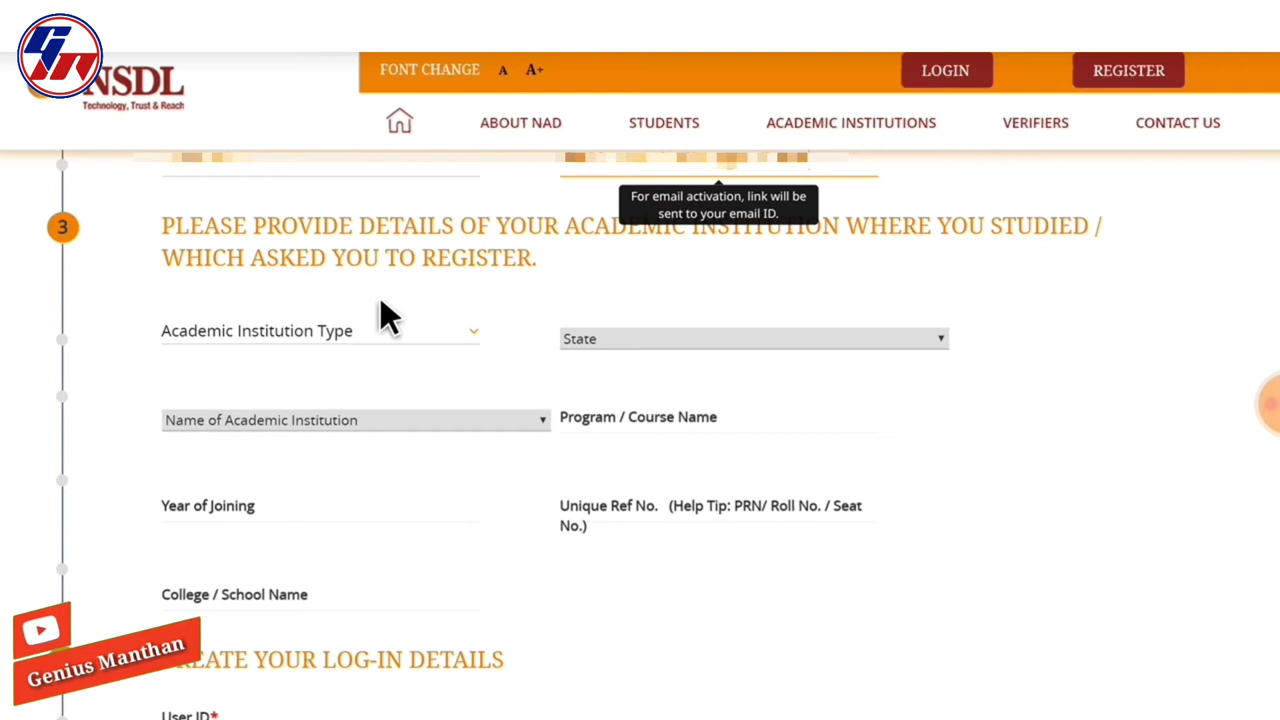 NSDL
Technology, Trust & Reach
FONT CHANGE A A+
LOGIN
REGISTER
ABOUT NAD
STUDENTS
ACADEMIC INSTITUTIONS
VERIFIERS
CONTACT US
For email activation, link will be
sent to your email ID.
3
PLEASE PROVIDE DETAILS OF YOUR ACADEMIC INSTITUTION WHERE YOU STUDIED /
WHICH ASKED YOU TO REGISTER.
Academic Institution Type
State
Name of Academic Institution
Program / Course Name
Year of Joining
Unique Ref No. (Help Tip: PRN/ Roll No. / Seat
No.)
College / School Name
CREATE YOUR LOG-IN DETAILS
User ID*
Genius Manthan